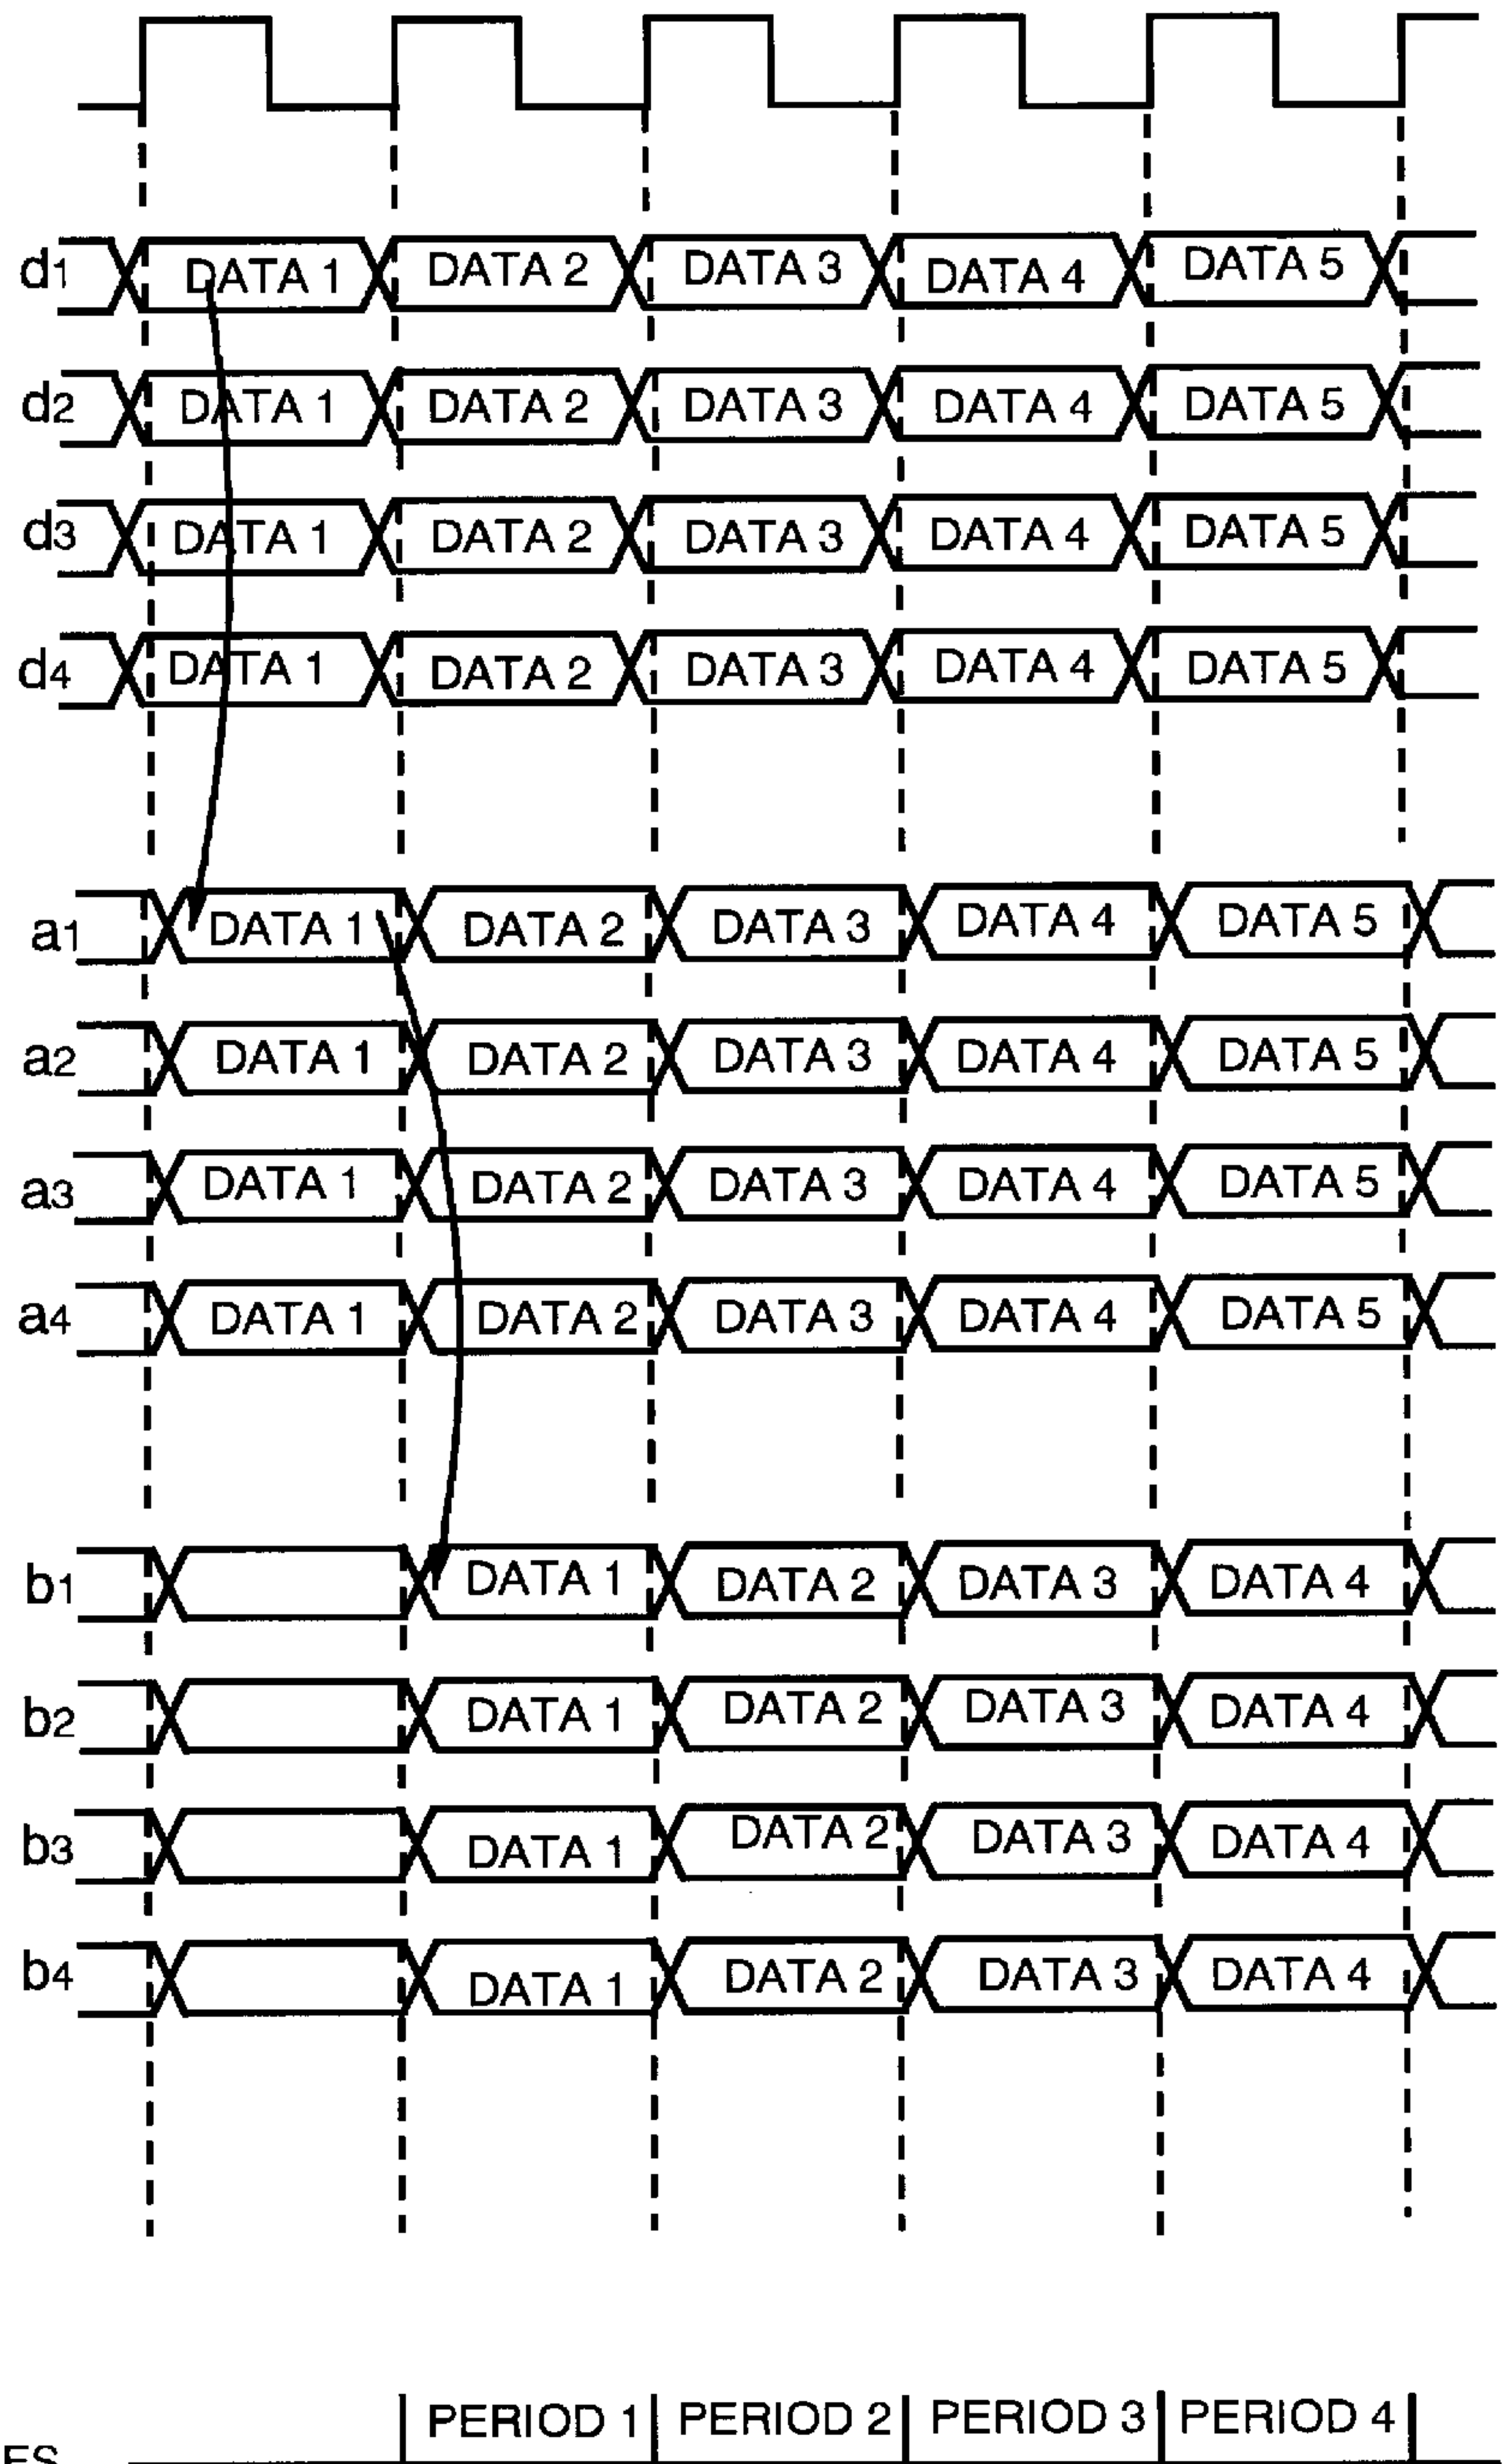 d1 DATA 1 DATA 2 DATA 3 DATA 4 DATA 5
d2 DATA 1 DATA 2 DATA 3 DATA 4 DATA 5
d3 DATA 1 DATA 2 DATA 3 DATA 4 DATA 5
d4 DATA 1 DATA 2 DATA 3 DATA 4 DATA 5
a1 DATA 1 DATA 2 DATA 3 DATA 4 DATA 5
a2 DATA 1 DATA 2 DATA 3 DATA 4 DATA 5
a3 DATA 1 DATA 2 DATA 3 DATA 4 DATA 5
a4 DATA 1 DATA 2 DATA 3 DATA 4 DATA 5
b1 DATA 1 DATA 2 DATA 3 DATA 4
b2 DATA 1 DATA 2 DATA 3 DATA 4
b3 DATA 1 DATA 2 DATA 3 DATA 4
b4 DATA 1 DATA 2 DATA 3 DATA 4
PERIOD 1 PERIOD 2 PERIOD 3 PERIOD 4